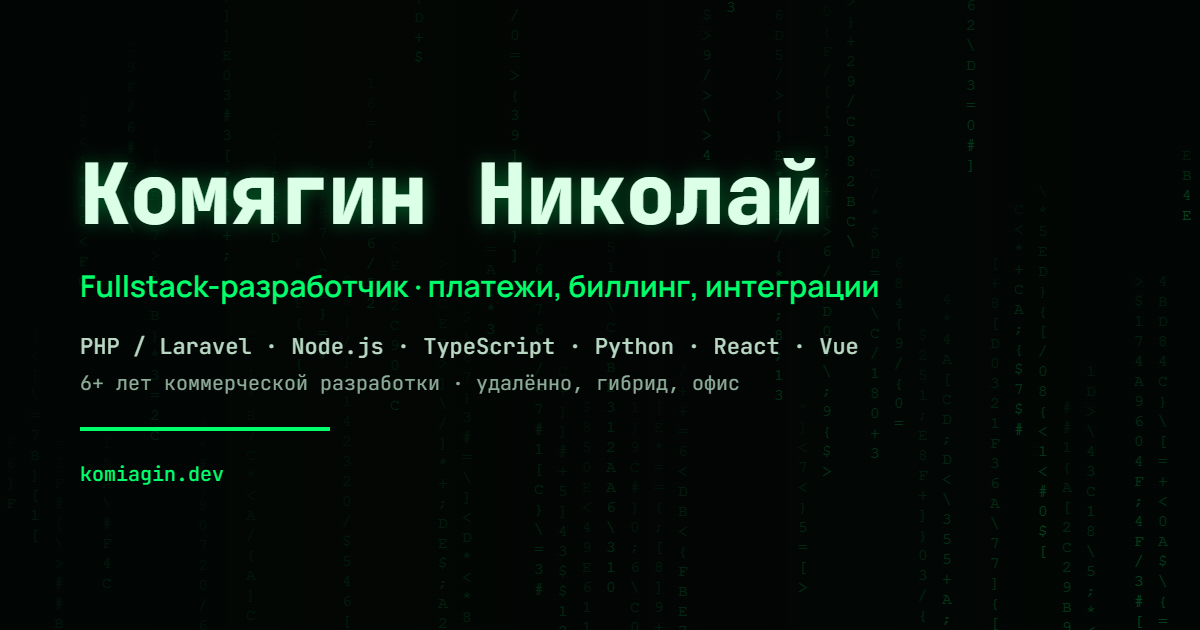 Комягин Николай
Fullstack-разработчик · платежи, биллинг, интеграции
PHP / Laravel · Node.js · TypeScript · Python · React · Vue
6+ лет коммерческой разработки · удалённо, гибрид, офис
komiagin.dev